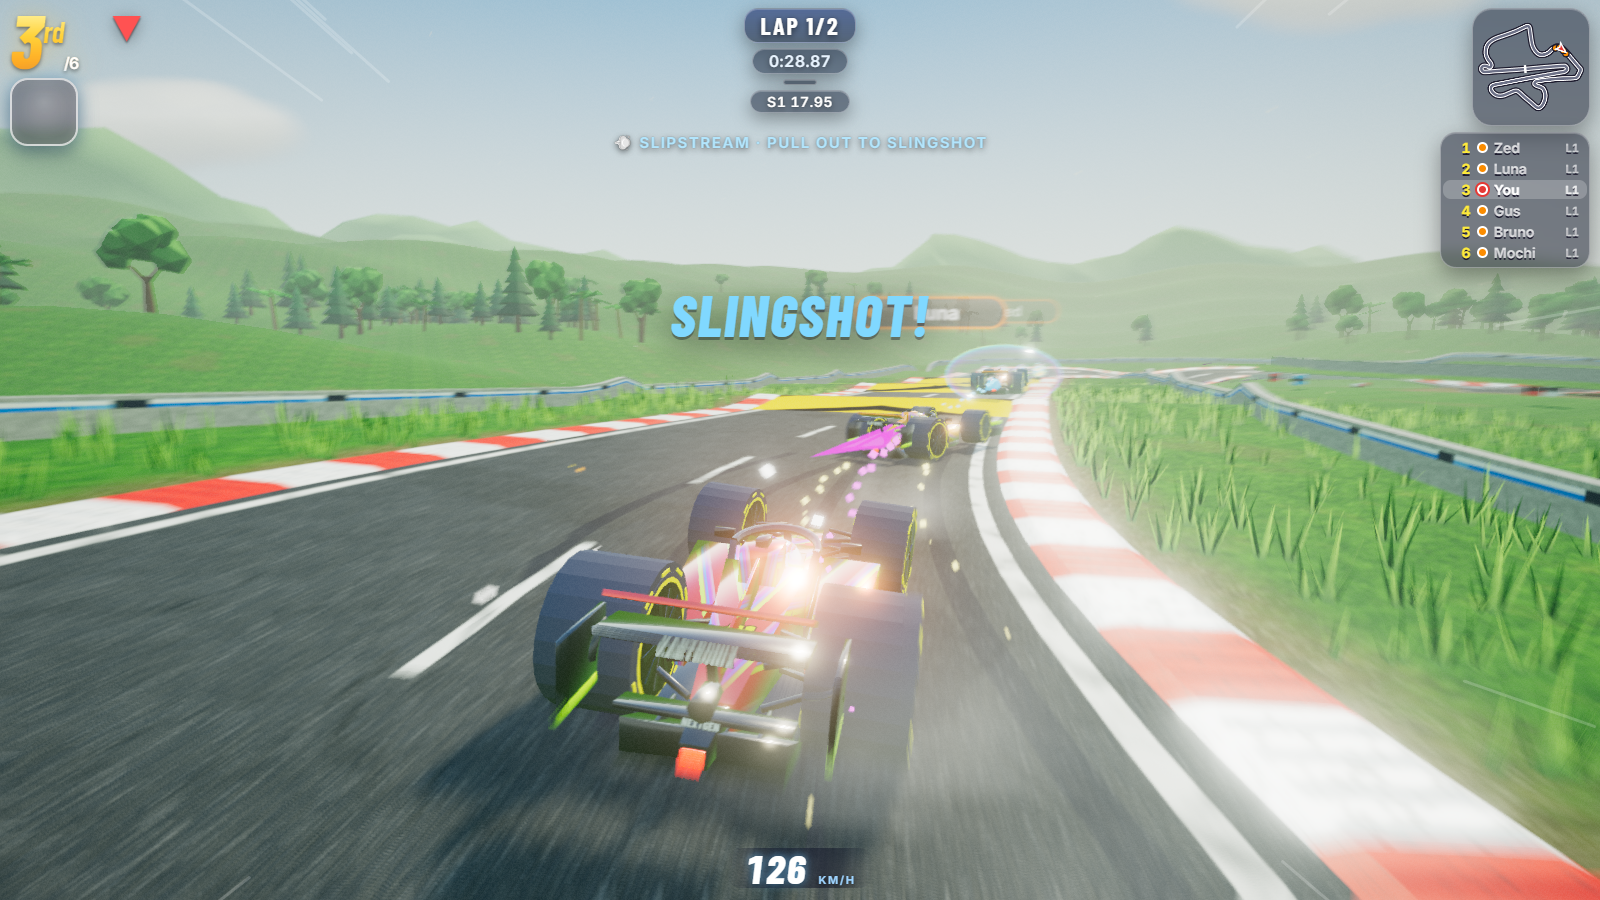 3rd
/6
LAP 1/2
0:28.87
S1 17.95
SLIPSTREAM · PULL OUT TO SLINGSHOT
1 Zed L1
2 Luna L1
3 You L1
4 Gus L1
5 Bruno L1
6 Mochi L1
SLINGSHOT!
126 KM/H